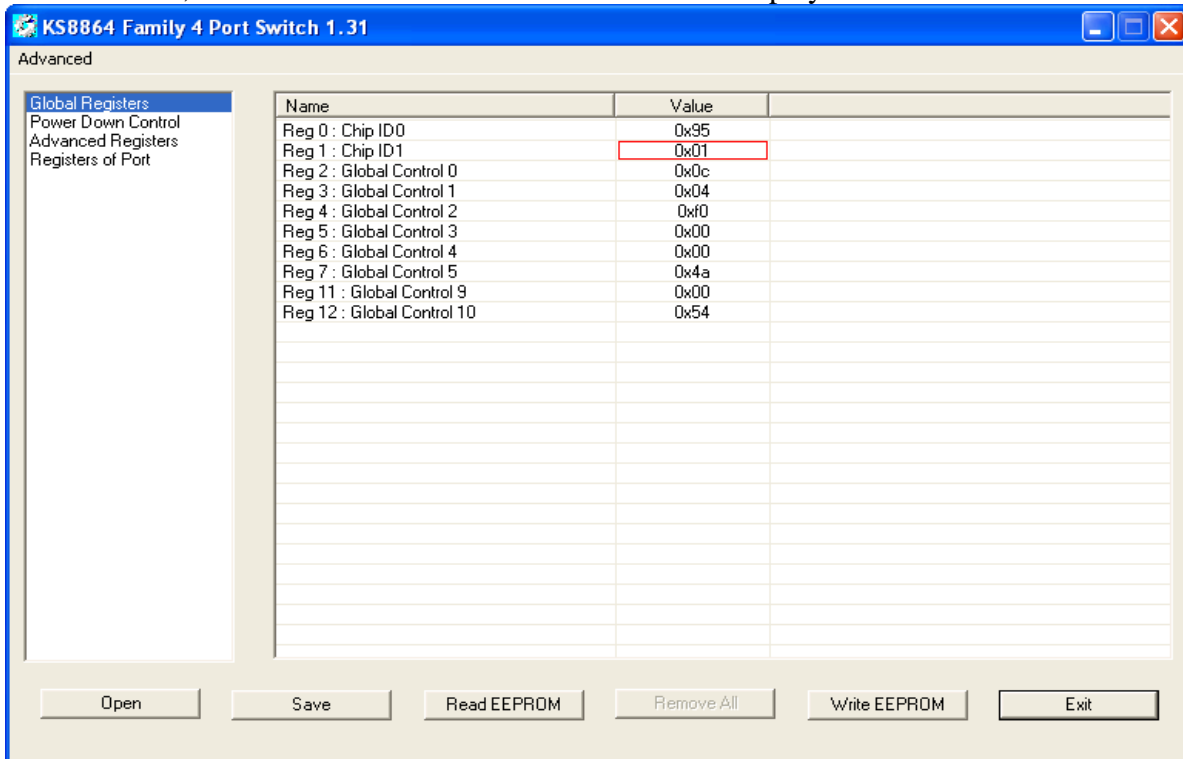 KS8864 Family 4 Port Switch 1.31
Advanced
Global Registers
Power Down Control
Advanced Registers
Registers of Port
Name Value
Reg 0 : Chip ID0 0x95
Reg 1 : Chip ID1 0x01
Reg 2 : Global Control 0 0x0c
Reg 3 : Global Control 1 0x04
Reg 4 : Global Control 2 0xf0
Reg 5 : Global Control 3 0x00
Reg 6 : Global Control 4 0x00
Reg 7 : Global Control 5 0x4a
Reg 11 : Global Control 9 0x00
Reg 12 : Global Control 10 0x54
Open Save Read EEPROM Remove All Write EEPROM Exit